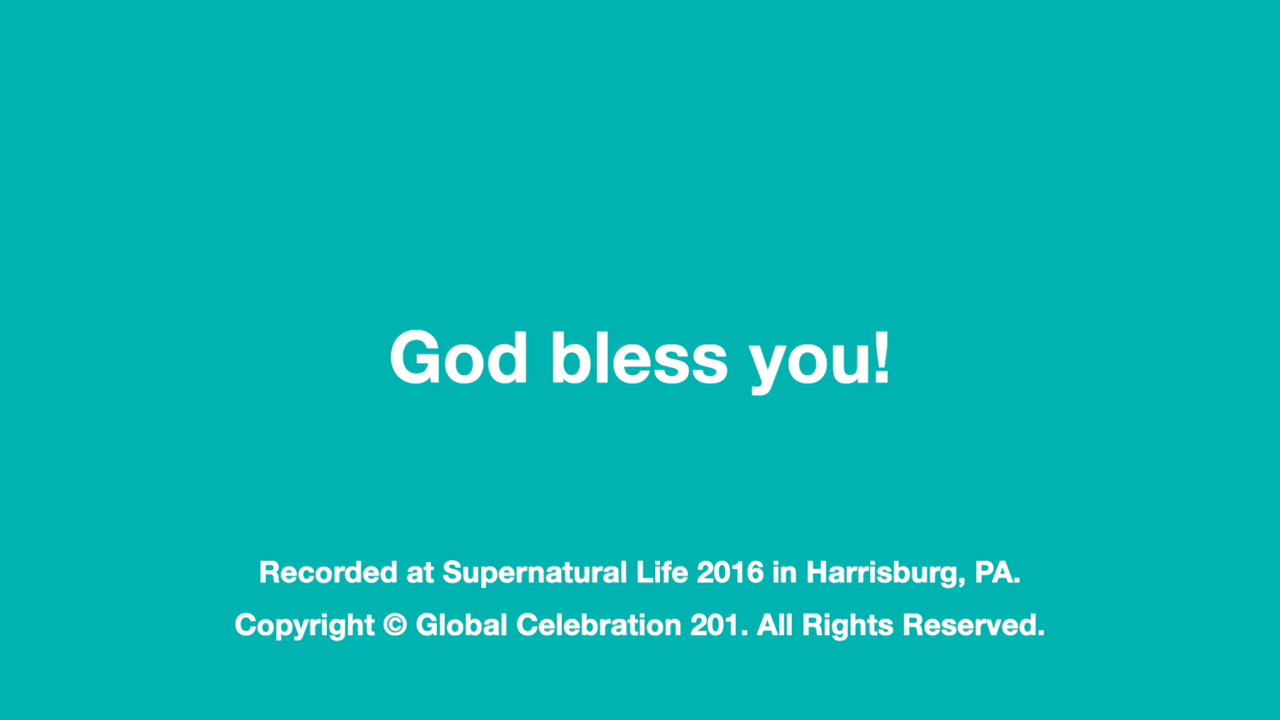 God bless you!
Recorded at Supernatural Life 2016 in Harrisburg, PA.
Copyright © Global Celebration 201. All Rights Reserved.